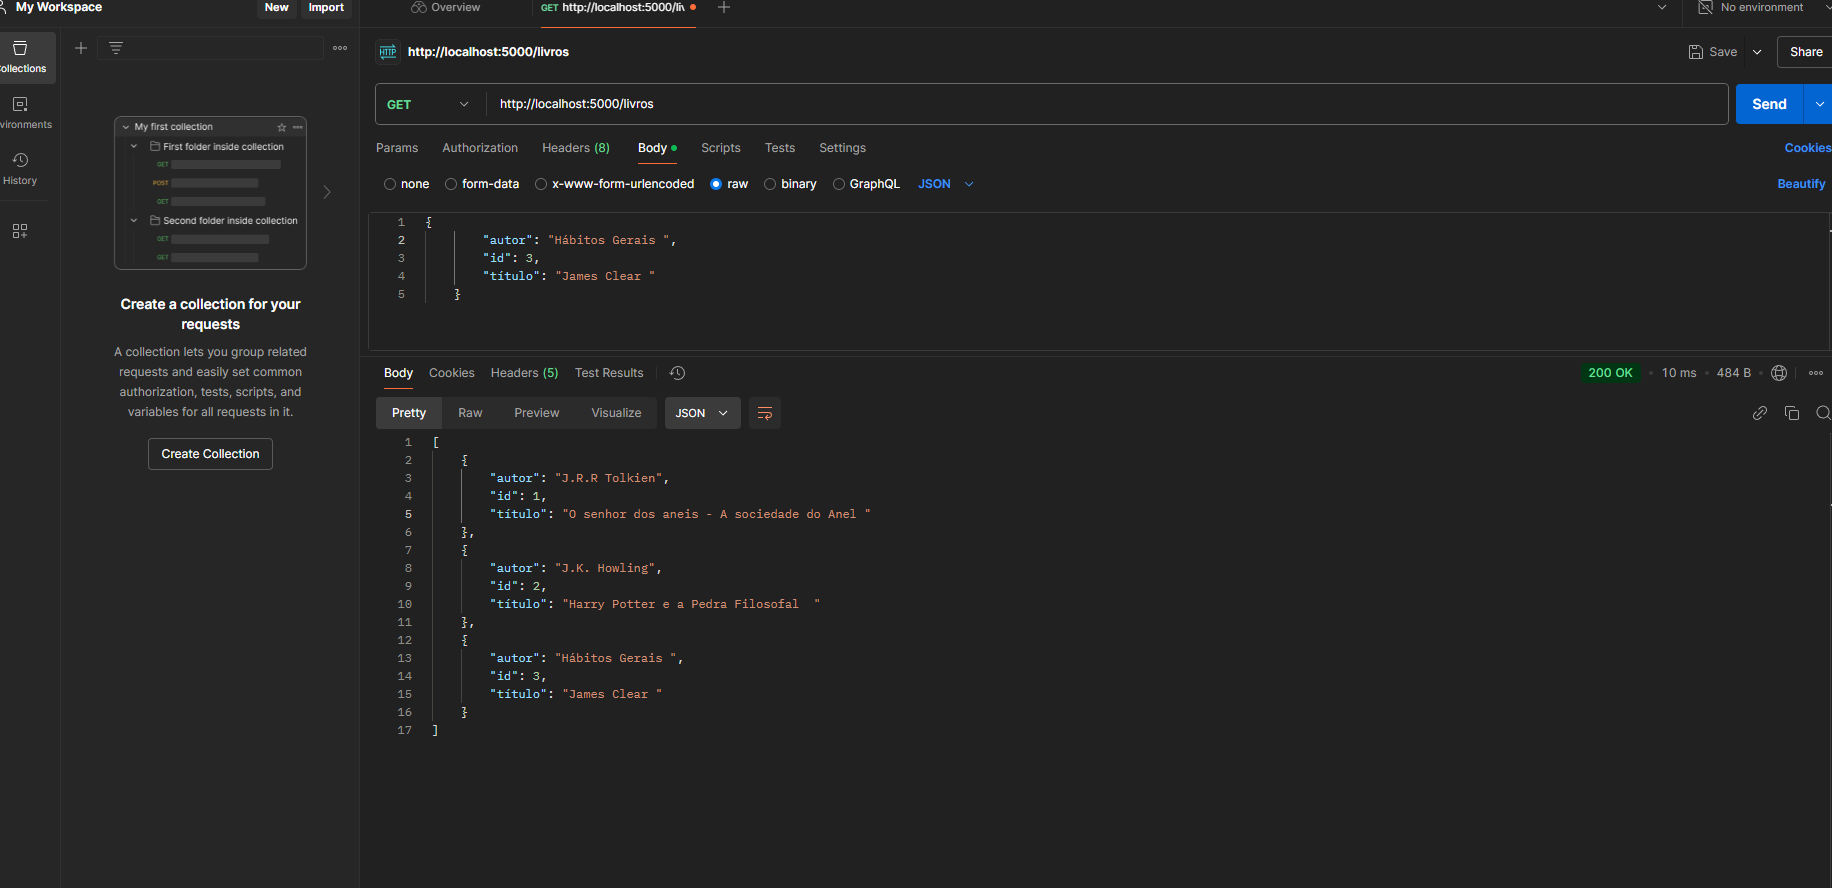 My Workspace
New
Import
Overview
GET http://localhost:5000/liv
No environment
ollections
vironments
History
My first collection
First folder inside collection
GET
POST
GET
Second folder inside collection
GET
GET
Create a collection for your
requests
A collection lets you group related
requests and easily set common
authorization, tests, scripts, and
variables for all requests in it.
Create Collection
HTTP http://localhost:5000/livros
Save
Share
GET
http://localhost:5000/livros
Send
Params Authorization Headers (8) Body Scripts Tests Settings
Cookies
none form-data x-www-form-urlencoded raw binary GraphQL JSON
Beautify
1 {
2 "autor": "Hábitos Gerais ",
3 "id": 3,
4 "título": "James Clear "
5 }
Body Cookies Headers (5) Test Results
200 OK • 10 ms • 484 B •
Pretty Raw Preview Visualize JSON
1 [
2 {
3 "autor": "J.R.R Tolkien",
4 "id": 1,
5 "título": "O senhor dos aneis - A sociedade do Anel "
6 },
7 {
8 "autor": "J.K. Howling",
9 "id": 2,
10 "título": "Harry Potter e a Pedra Filosofal  "
11 },
12 {
13 "autor": "Hábitos Gerais ",
14 "id": 3,
15 "título": "James Clear "
16 }
17 ]